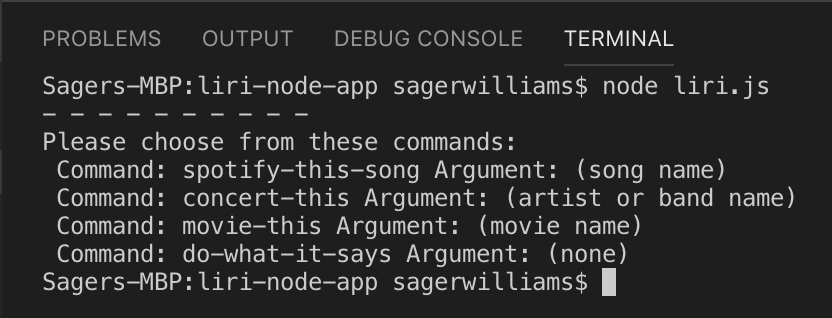 PROBLEMS OUTPUT DEBUG CONSOLE TERMINAL
Sagers-MBP:liri-node-app sagerwilliams$ node liri.js
- - - - - - - - - -
Please choose from these commands:
Command: spotify-this-song Argument: (song name)
Command: concert-this Argument: (artist or band name)
Command: movie-this Argument: (movie name)
Command: do-what-it-says Argument: (none)
Sagers-MBP:liri-node-app sagerwilliams$